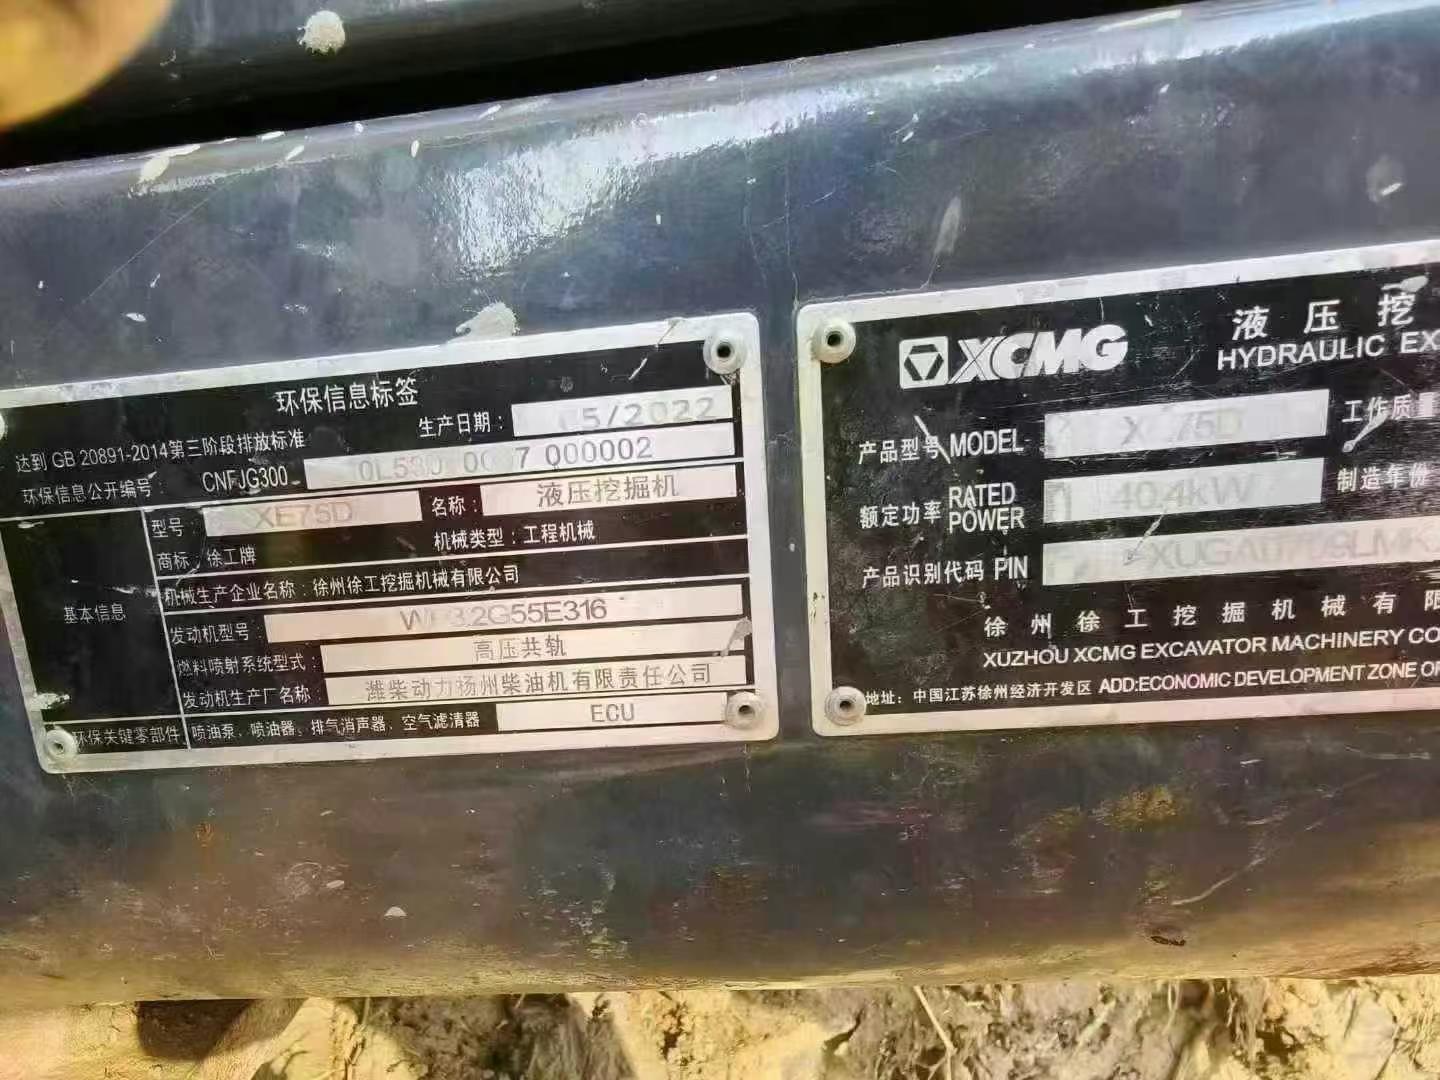 环保信息标签
达到 GB 20891-2014第三阶段排放标准
生产日期： 5/2022
环保信息公开编号： CNFJG300 000002
型号： XE75D 名称： 液压挖掘机
商标：徐工牌 机械类型：工程机械
基本信息
机械生产企业名称：徐州徐工挖掘机械有限公司
发动机型号： 3.2G55E316
燃料喷射系统型式： 高压共轨
发动机生产厂名称： 潍柴动力扬州柴油机有限责任公司
环保关键零部件 喷油泵、喷油器、排气消声器、空气滤清器 ECU
XCMG
液压挖
HYDRAULIC EX
产品型号 MODEL 75D
工作质量
额定功率 RATED POWER 40.4kW
制造年份
产品识别代码 PIN
徐州徐工挖掘机械有限
XUZHOU XCMG EXCAVATOR MACHINERY CO
地址：中国江苏徐州经济开发区 ADD:ECONOMIC DEVELOPMENT ZONE OF